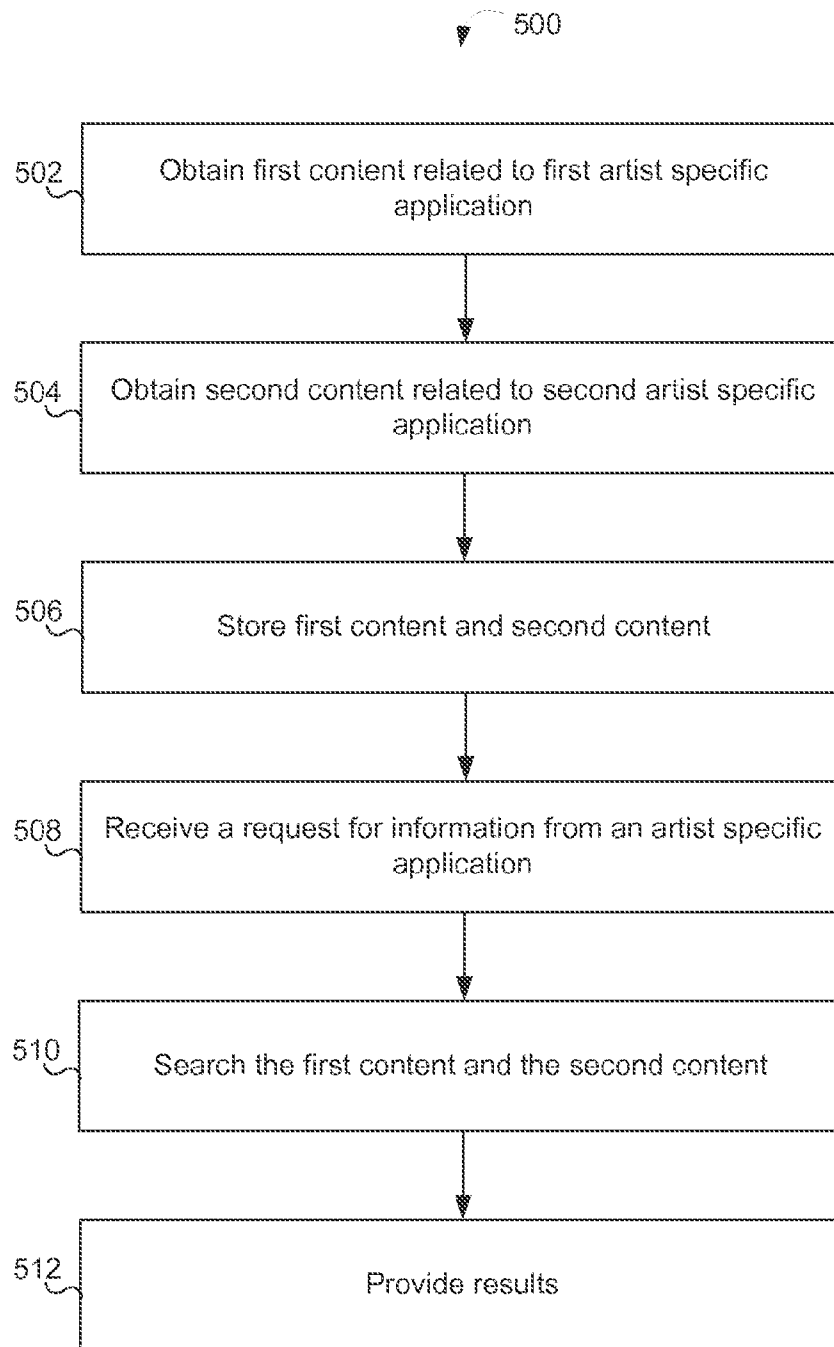 500
502
Obtain first content related to first artist specific
application
504
Obtain second content related to second artist specific
application
506
Store first content and second content
508
Receive a request for information from an artist specific
application
510
Search the first content and the second content
512
Provide results